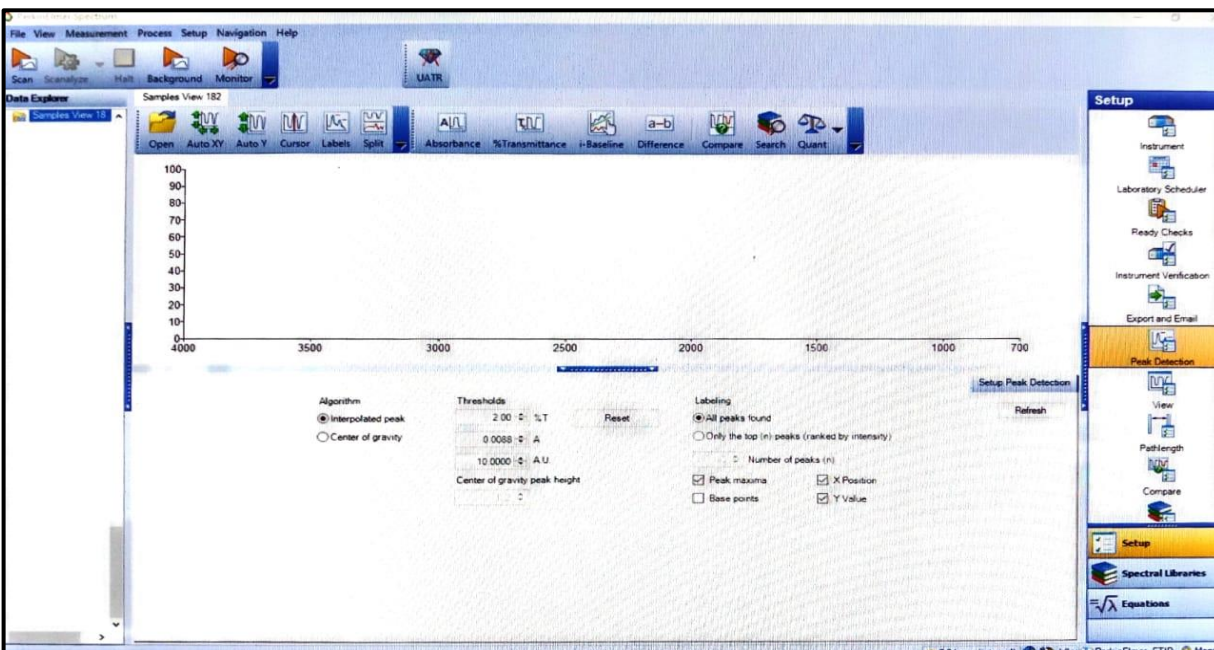 PerkinElmer Spectrum
File View Measurement Process Setup Navigation Help
Scan Scanalyze Halt Background Monitor
UATR
Data Explorer
Samples View 182
Setup
Samples View 18
Open Auto XY Auto Y Cursor Labels Split Absorbance %Transmittance i-Baseline Difference Compare Search Quant
A
T
a-b
Instrument
Laboratory Scheduler
Ready Checks
Instrument Verification
Export and Email
Peak Detection
View
Pathlength
Compare
100
90
80
70
60
50
40
30
20
10
0
4000 3500 3000 2500 2000 1500 1000 700
Setup Peak Detection
Refresh
Algorithm
Interpolated peak
Center of gravity
Thresholds
2.00 %T
Reset
0.0088 A
10.0000 A.U.
Center of gravity peak height
Labeling
All peaks found
Only the top (n) peaks (ranked by intensity)
Number of peaks (n)
Peak maxima X Position
Base points Y Value
Setup
Spectral Libraries
Equations